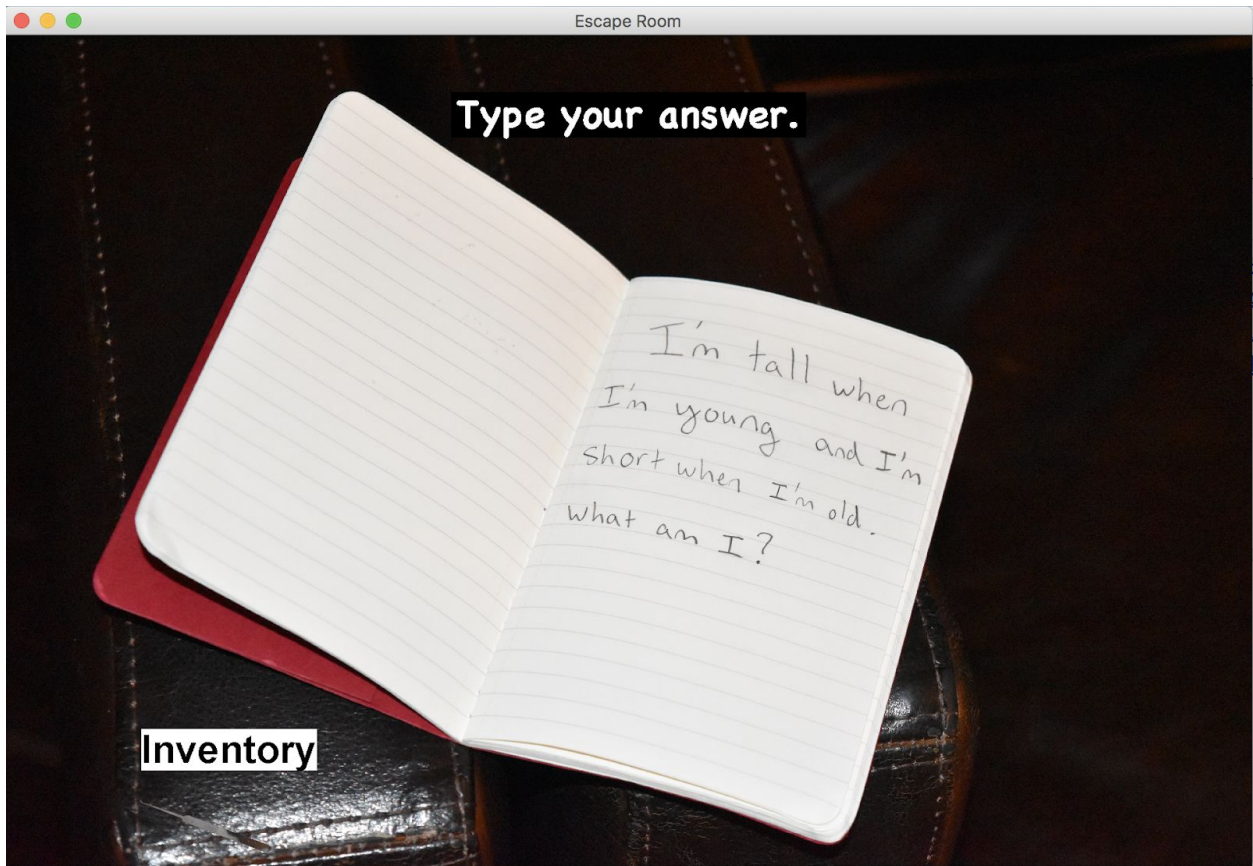 Escape Room
Type your answer.
I'm tall when
I'm young and I'm
short when I'm old.
what am I?
Inventory